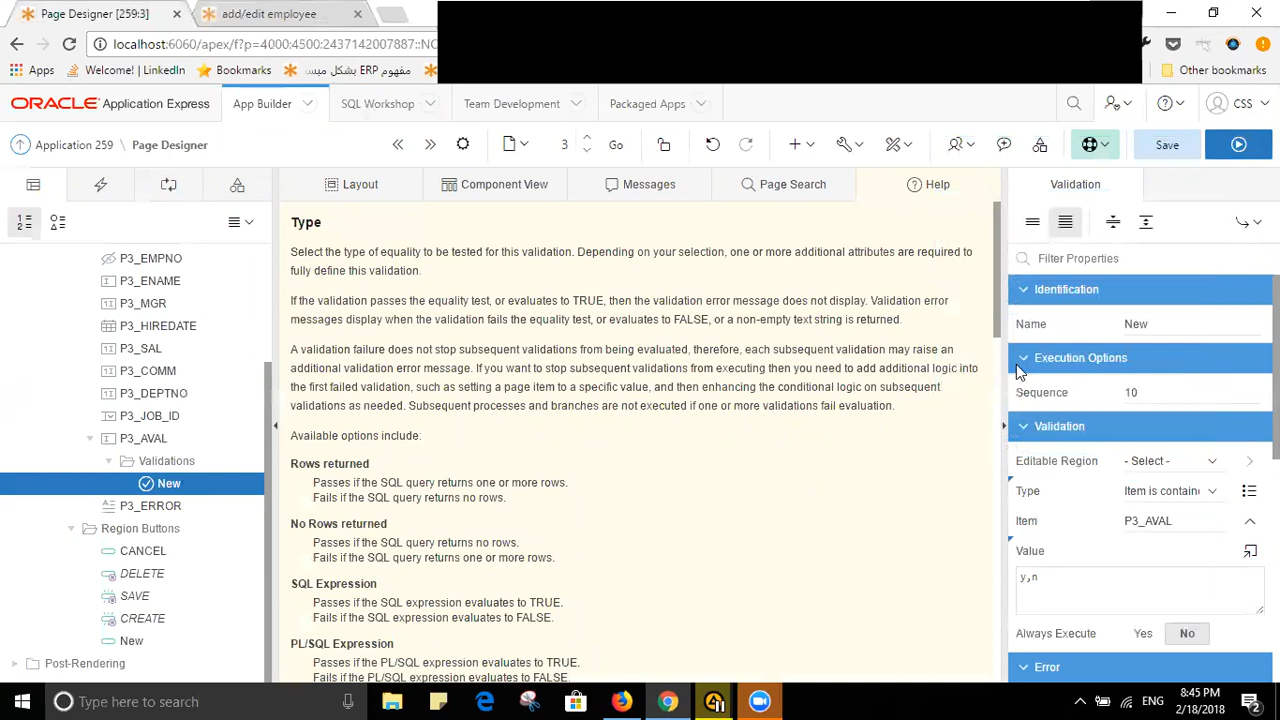 Page Designer [259:3]
add/edit employee
localhost:6060/apex/f?p=4000:4500:2437142007887::NO
Apps
Welcome! | LinkedIn
Bookmarks
مفهوم ERP بشكل مبسـ
Other bookmarks
ORACLE Application Express
App Builder
SQL Workshop
Team Development
Packaged Apps
CSS
Application 259
Page Designer
3
Go
Save
Layout
Component View
Messages
Page Search
Help
Validation
P3_EMPNO
P3_ENAME
P3_MGR
P3_HIREDATE
P3_SAL
P3_COMM
P3_DEPTNO
P3_JOB_ID
P3_AVAL
Validations
New
P3_ERROR
Region Buttons
CANCEL
DELETE
SAVE
CREATE
New
Post-Rendering
Type
Select the type of equality to be tested for this validation. Depending on your selection, one or more additional attributes are required to
fully define this validation.
If the validation passes the equality test, or evaluates to TRUE, then the validation error message does not display. Validation error
messages display when the validation fails the equality test, or evaluates to FALSE, or a non-empty text string is returned.
A validation failure does not stop subsequent validations from being evaluated, therefore, each subsequent validation may raise an
additional validation error message. If you want to stop subsequent validations from executing then you need to add additional logic into
the first failed validation, such as setting a page item to a specific value, and then enhancing the conditional logic on subsequent
validations as needed. Subsequent processes and branches are not executed if one or more validations fail evaluation.
Available options include:
Rows returned
Passes if the SQL query returns one or more rows.
Fails if the SQL query returns no rows.
No Rows returned
Passes if the SQL query returns no rows.
Fails if the SQL query returns one or more rows.
SQL Expression
Passes if the SQL expression evaluates to TRUE.
Fails if the SQL expression evaluates to FALSE.
PL/SQL Expression
Passes if the PL/SQL expression evaluates to TRUE.
Fails if the PL/SQL expression evaluates to FALSE.
Filter Properties
Identification
Name New
Execution Options
Sequence 10
Validation
Editable Region - Select -
Type Item is contain
Item P3_AVAL
Value
y,n
Always Execute Yes No
Error
Type here to search
ENG
8:45 PM
2/18/2018
2